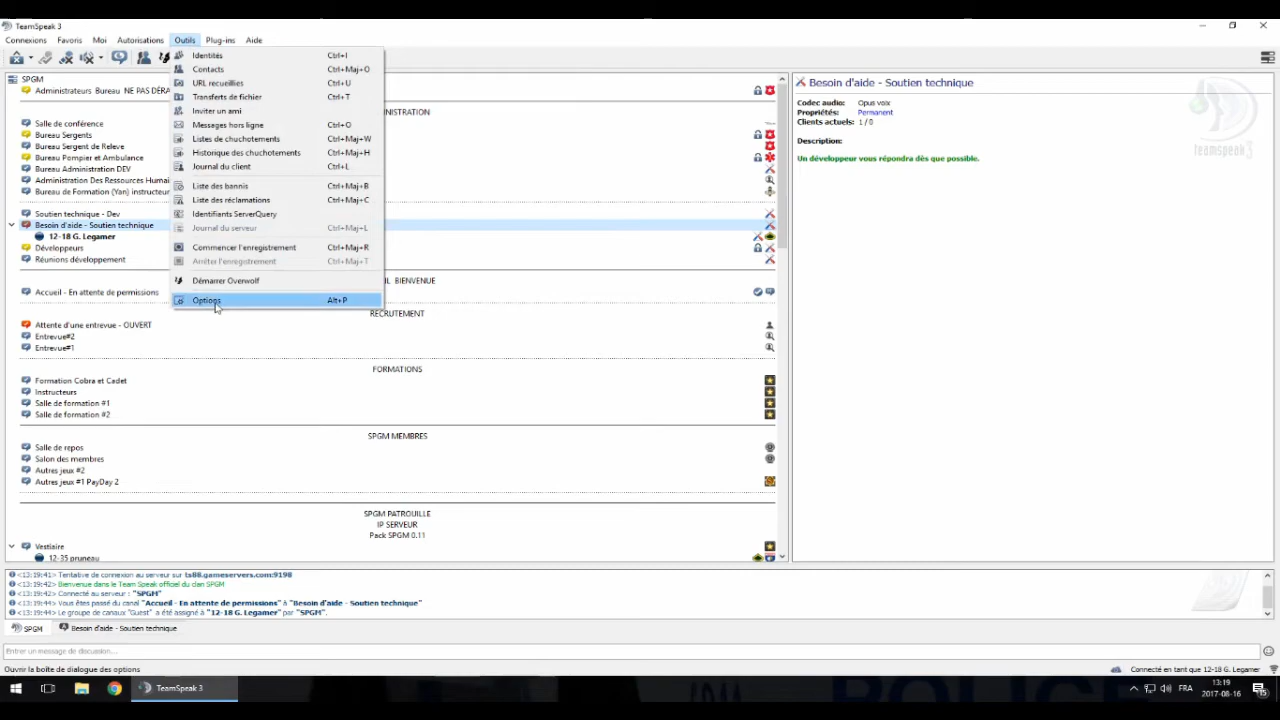 TeamSpeak 3
Connexions Favoris Moi Autorisations Outils Plug-ins Aide
Identités Ctrl+I
Contacts Ctrl+Maj+O
URL recueillies Ctrl+U
Transferts de fichier Ctrl+T
Inviter un ami
Messages hors ligne Ctrl+O
Listes de chuchotements Ctrl+Maj+W
Historique des chuchotements Ctrl+Maj+H
Journal du client Ctrl+L
Liste des bannis Ctrl+Maj+B
Liste des réclamations Ctrl+Maj+C
Identifiants ServerQuery
Journal du serveur Ctrl+Maj+L
Commencer l'enregistrement Ctrl+Maj+R
Arrêter l'enregistrement Ctrl+Maj+T
Démarrer Overwolf
Options Alt+P
SPGM
Administrateurs Bureau NE PAS DÉRA
NISTRATION
Salle de conférence
Bureau Sergents
Bureau Sergent de Releve
Bureau Pompier et Ambulance
Bureau Administration DEV
Administration Des Ressources Humai
Bureau de Formation (Yan) instructeur
Soutien technique - Dev
Besoin d'aide - Soutien technique
12-18 G. Legamer
Développeurs
Réunions développement
IL BIENVENUE
Accueil - En attente de permissions
RECRUTEMENT
Attente d'une entrevue - OUVERT
Entrevue#2
Entrevue#1
FORMATIONS
Formation Cobra et Cadet
Instructeurs
Salle de formation #1
Salle de formation #2
SPGM MEMBRES
Salle de repos
Salon des membres
Autres jeux #2
Autres jeux #1 PayDay 2
SPGM PATROUILLE
IP SERVEUR
Pack SPGM 0.11
Vestiaire
12-35 pruneau
Besoin d'aide - Soutien technique
Codec audio: Opus voix
Propriétés: Permanent
Clients actuels: 1 / 0
Description:
Un développeur vous répondra dès que possible.
teamspeak3
<13:19:41> Tentative de connexion au serveur sur ts88.gameservers.com:9198
<13:19:42> Bienvenue dans le Team Speak officiel du clan SPGM
<13:19:42> Connecté au serveur : "SPGM"
<13:19:44> Vous êtes passé du canal "Accueil - En attente de permissions" à "Besoin d'aide - Soutien technique"
<13:19:44> Le groupe de canaux "Guest" a été assigné à "12-18 G. Legamer" par "SPGM".
SPGM Besoin d'aide - Soutien technique
Entrer un message de discussion...
Ouvrir la boîte de dialogue des options
Connecté en tant que 12-18 G. Legamer
TeamSpeak 3
FRA
13:19
2017-08-16
15